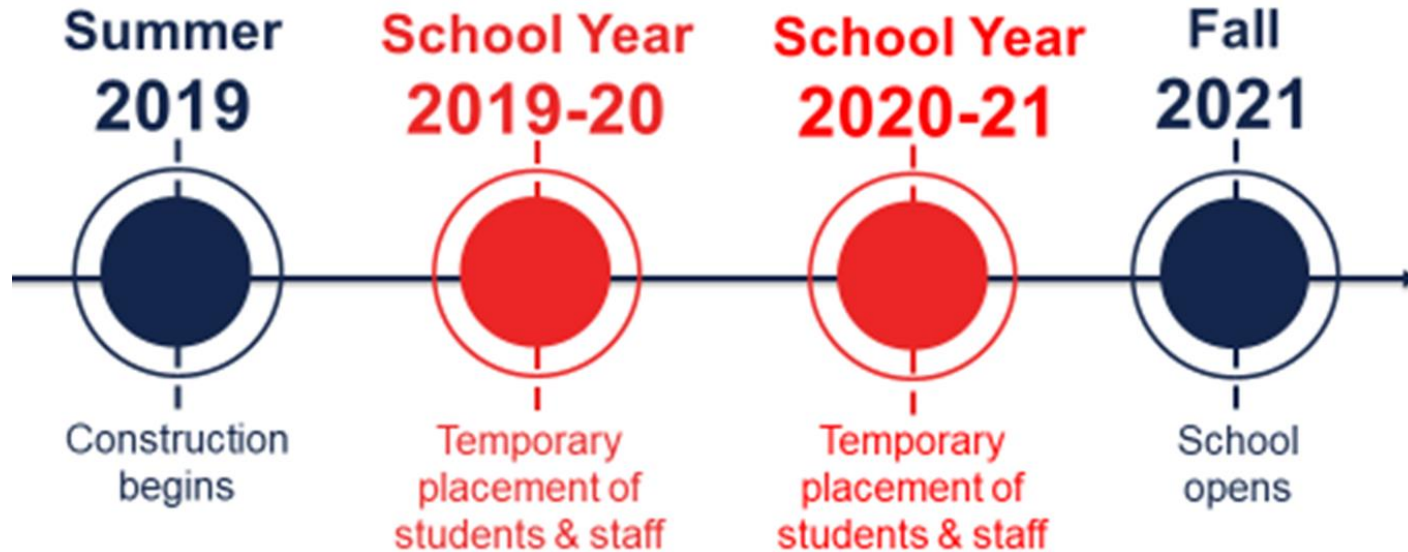 Summer
2019
Construction
begins
School Year
2019-20
Temporary
placement of
students & staff
School Year
2020-21
Temporary
placement of
students & staff
Fall
2021
School
opens